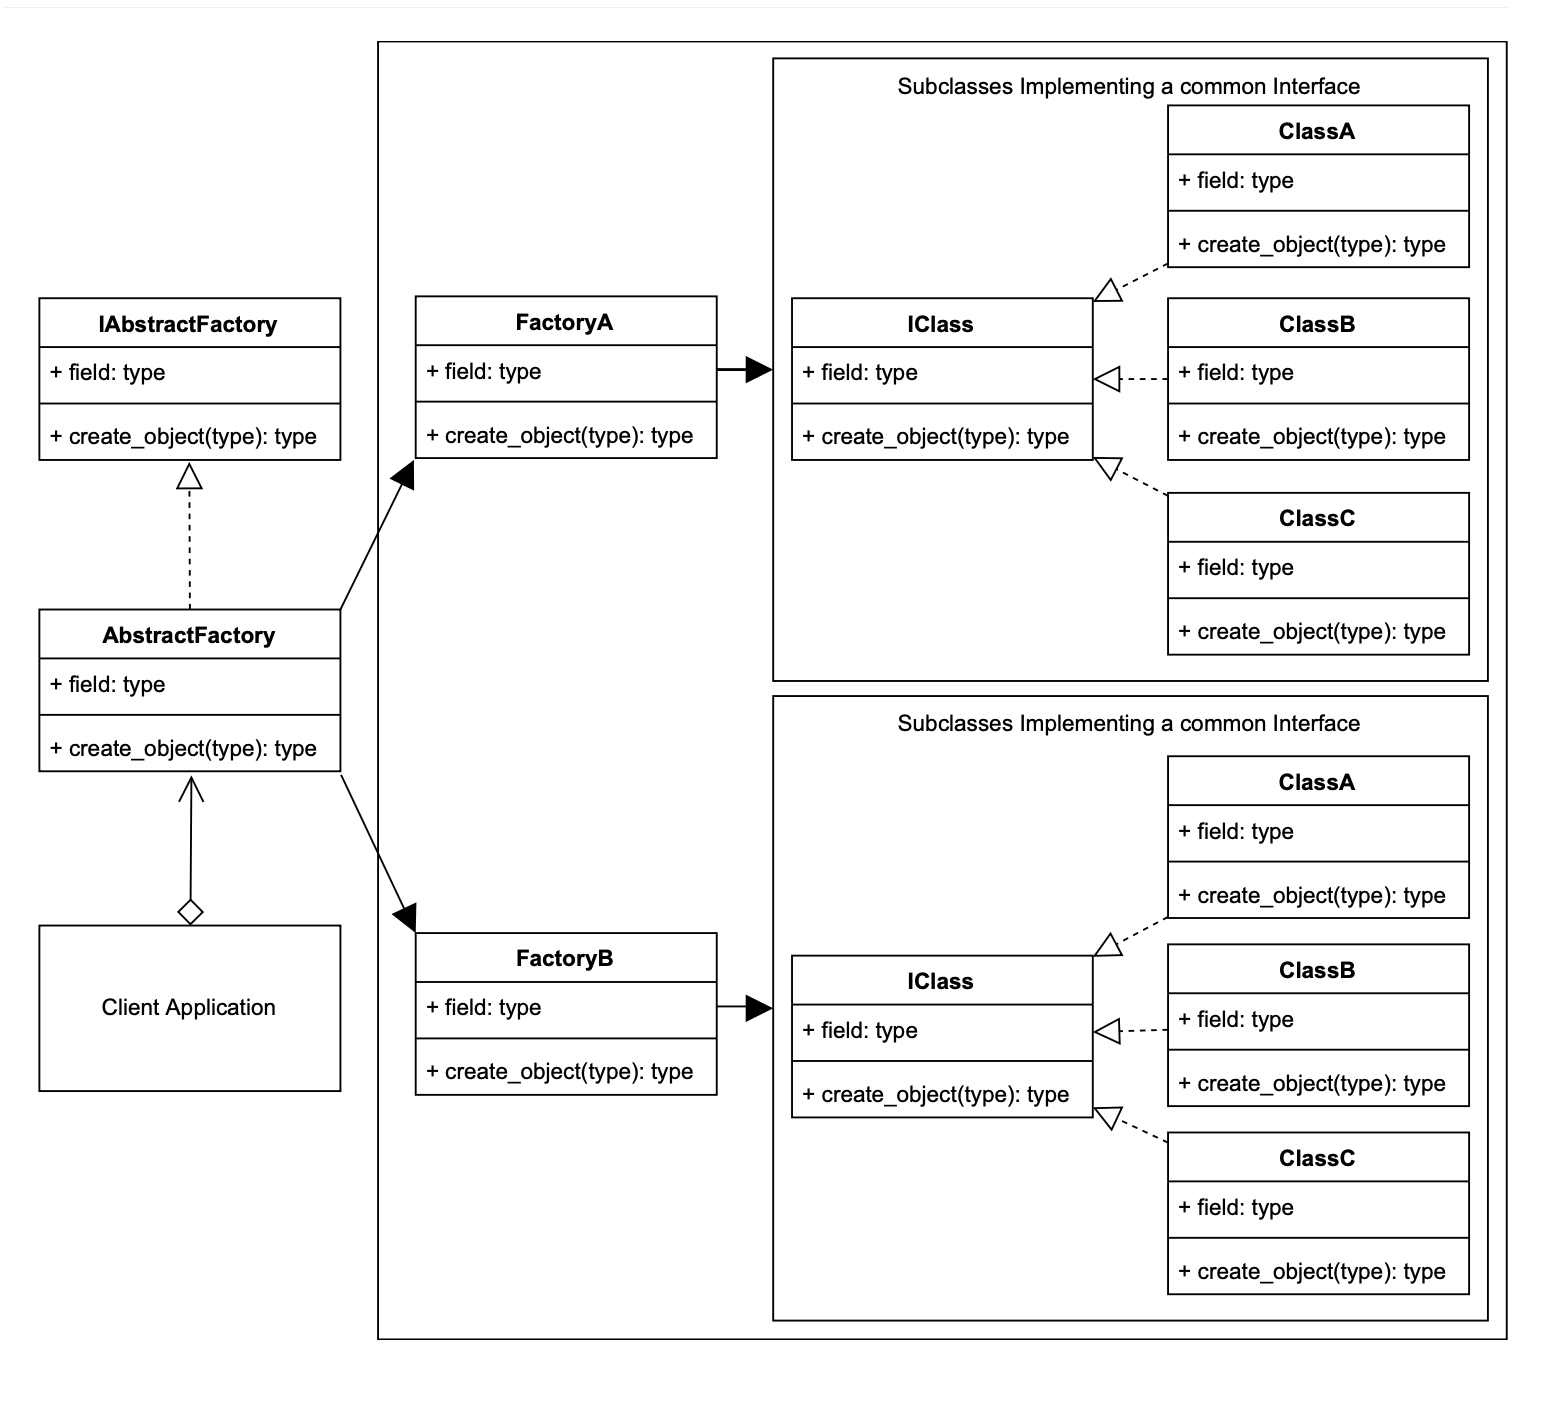 Subclasses Implementing a common Interface
ClassA
+ field: type
+ create_object(type): type
IAbstractFactory
+ field: type
+ create_object(type): type
FactoryA
+ field: type
+ create_object(type): type
IClass
+ field: type
+ create_object(type): type
ClassB
+ field: type
+ create_object(type): type
ClassC
+ field: type
+ create_object(type): type
AbstractFactory
+ field: type
+ create_object(type): type
Subclasses Implementing a common Interface
ClassA
+ field: type
+ create_object(type): type
Client Application
FactoryB
+ field: type
+ create_object(type): type
IClass
+ field: type
+ create_object(type): type
ClassB
+ field: type
+ create_object(type): type
ClassC
+ field: type
+ create_object(type): type